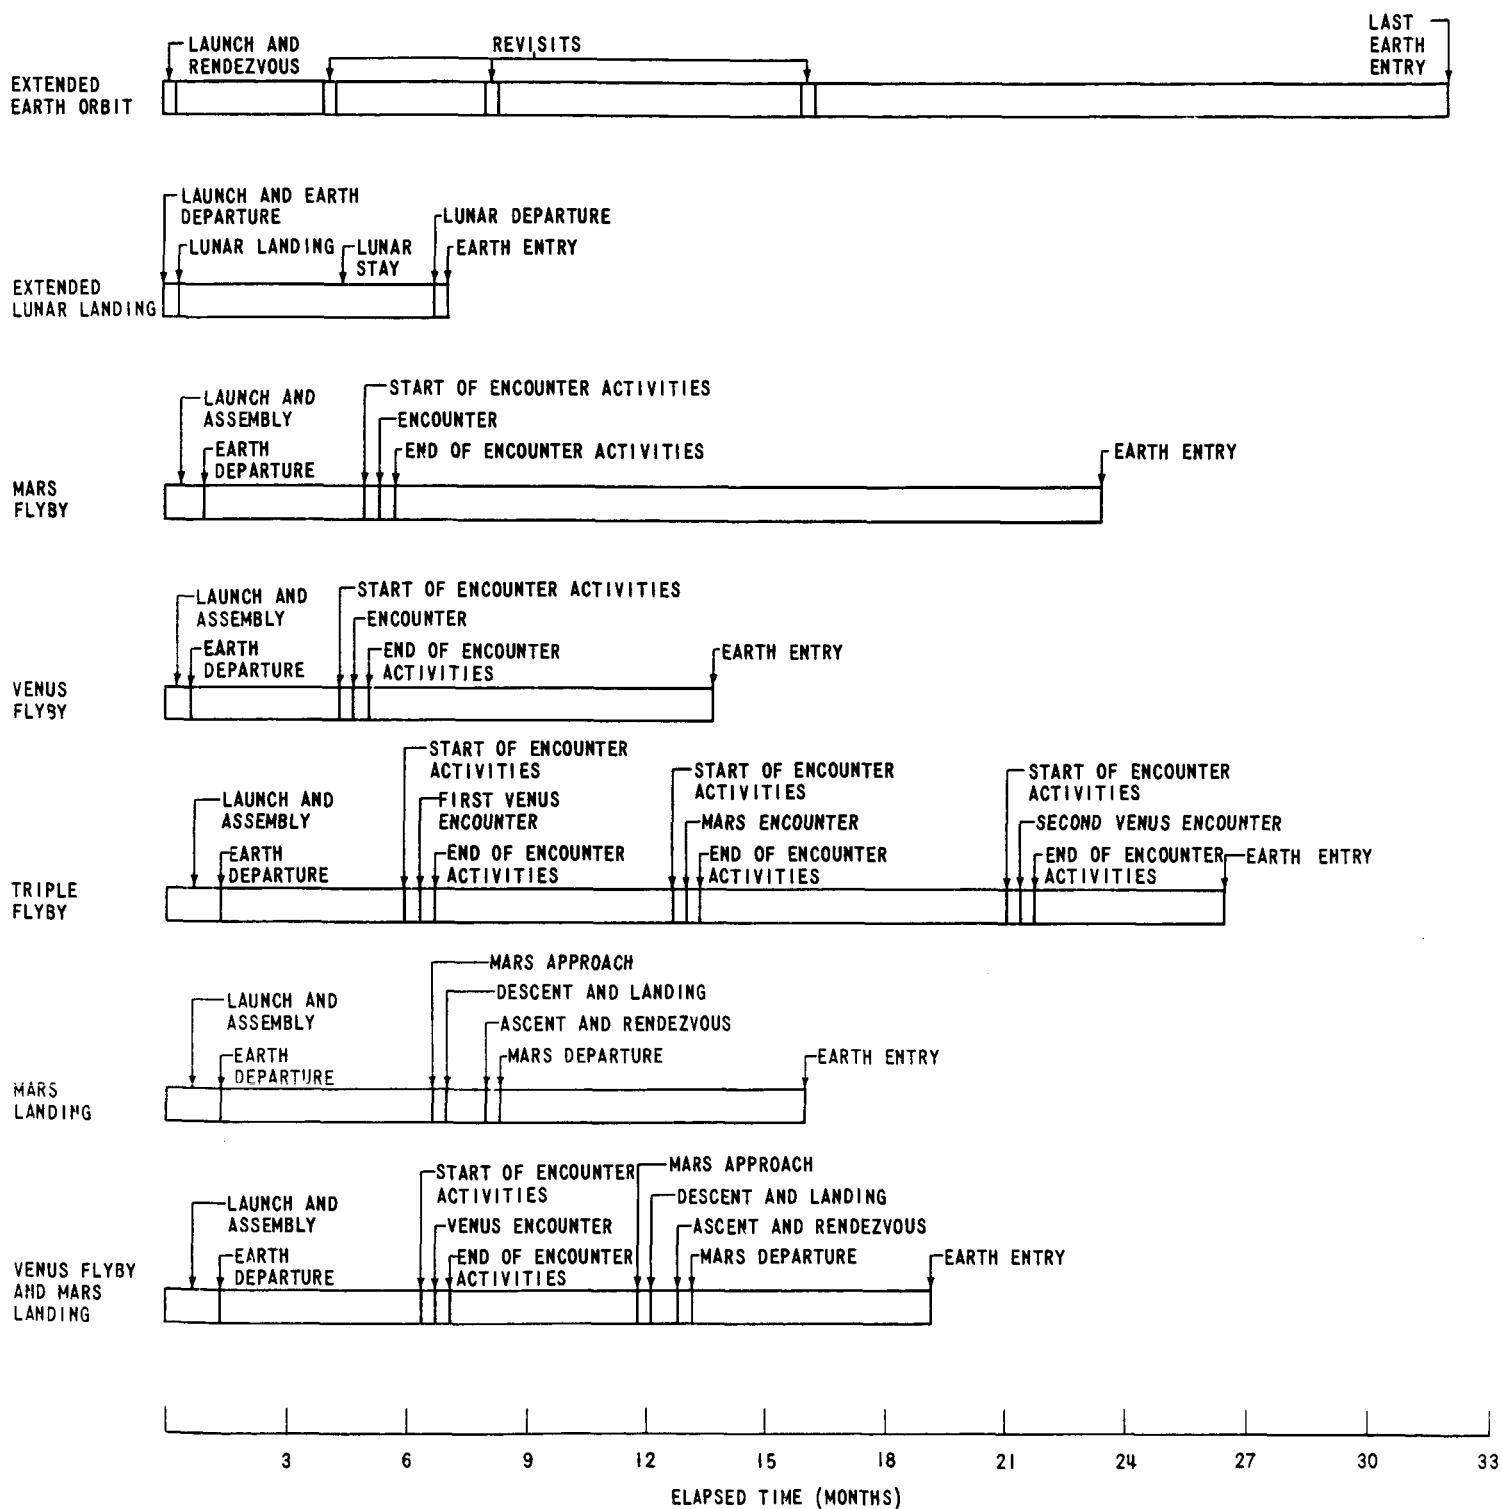 LAUNCH AND
RENDEZVOUS
REVISITS
LAST
EARTH
ENTRY
EXTENDED
EARTH ORBIT
LAUNCH AND EARTH
DEPARTURE
LUNAR DEPARTURE
LUNAR LANDING
LUNAR
STAY
EARTH ENTRY
EXTENDED
LUNAR LANDING
START OF ENCOUNTER ACTIVITIES
LAUNCH AND
ASSEMBLY
ENCOUNTER
EARTH
DEPARTURE
END OF ENCOUNTER ACTIVITIES
EARTH ENTRY
MARS
FLYBY
START OF ENCOUNTER ACTIVITIES
LAUNCH AND
ASSEMBLY
ENCOUNTER
EARTH
DEPARTURE
END OF ENCOUNTER
ACTIVITIES
EARTH ENTRY
VENUS
FLYBY
START OF ENCOUNTER
ACTIVITIES
START OF ENCOUNTER
ACTIVITIES
START OF ENCOUNTER
ACTIVITIES
LAUNCH AND
ASSEMBLY
FIRST VENUS
ENCOUNTER
MARS ENCOUNTER
SECOND VENUS ENCOUNTER
EARTH
DEPARTURE
END OF ENCOUNTER
ACTIVITIES
END OF ENCOUNTER
ACTIVITIES
END OF ENCOUNTER
ACTIVITIES
EARTH ENTRY
TRIPLE
FLYBY
MARS APPROACH
DESCENT AND LANDING
LAUNCH AND
ASSEMBLY
ASCENT AND RENDEZVOUS
EARTH
DEPARTURE
MARS DEPARTURE
EARTH ENTRY
MARS
LANDING
START OF ENCOUNTER
ACTIVITIES
MARS APPROACH
LAUNCH AND
ASSEMBLY
DESCENT AND LANDING
VENUS ENCOUNTER
ASCENT AND RENDEZVOUS
EARTH
DEPARTURE
END OF ENCOUNTER
ACTIVITIES
MARS DEPARTURE
EARTH ENTRY
VENUS FLYBY
AND MARS
LANDING
3 6 9 12 15 18 21 24 27 30 33
ELAPSED TIME (MONTHS)